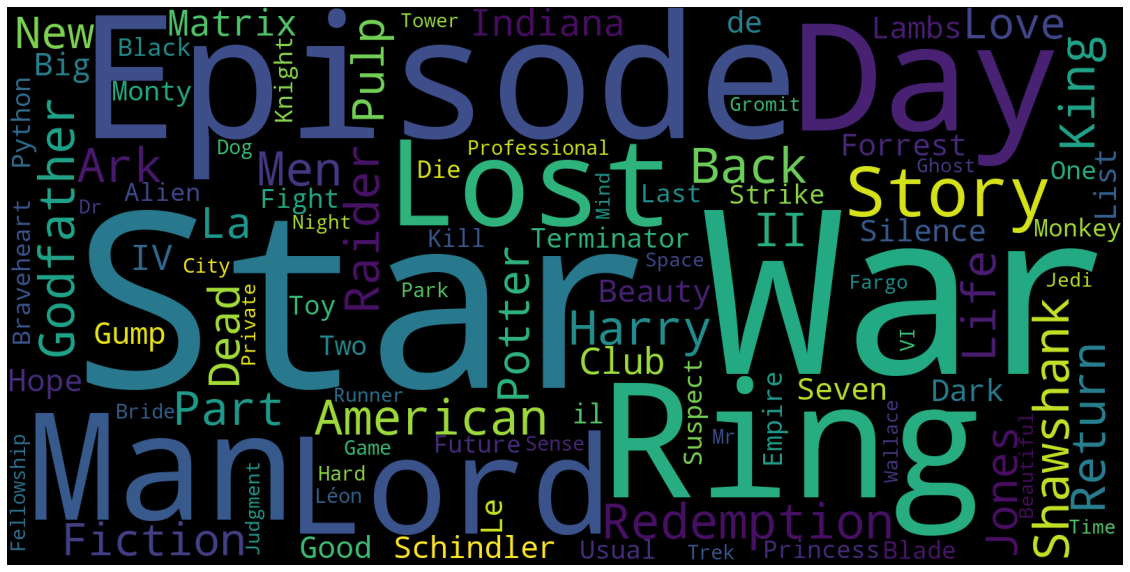 New
Matrix
Tower
Indiana
de
Lambs
Love
Episode
Day
Big
Black
Monty
Knight
Pulp
Gromit
King
Python
Godfather
Dog
Ark
Men
Raider
Professional
Lost
Die
Mind
Last
Back
Strike
Forrest
Ghost
One
List
Story
Dr
Alien
Fight
Night
Braveheart
IV
La
Kill
Terminator
II
Silence
Monkey
Star
War
City
Space
Park
Fargo
Jedi
Gump
Dead
Private
Toy
Two
Potter
Harry
Beauty
VI
Life
Shawshank
Return
Hope
Club
Runner
Seven
Dark
Bride
Part
American
il
Suspect
Empire
Man
Lord
Ring
Future
Sense
Game
Mr
Wallace
Jones
Beautiful
Fellowship
Judgment
Hard
Léon
Le
Redemption
Time
Fiction
Good
Schindler
Usual
Trek
Princess
Blade